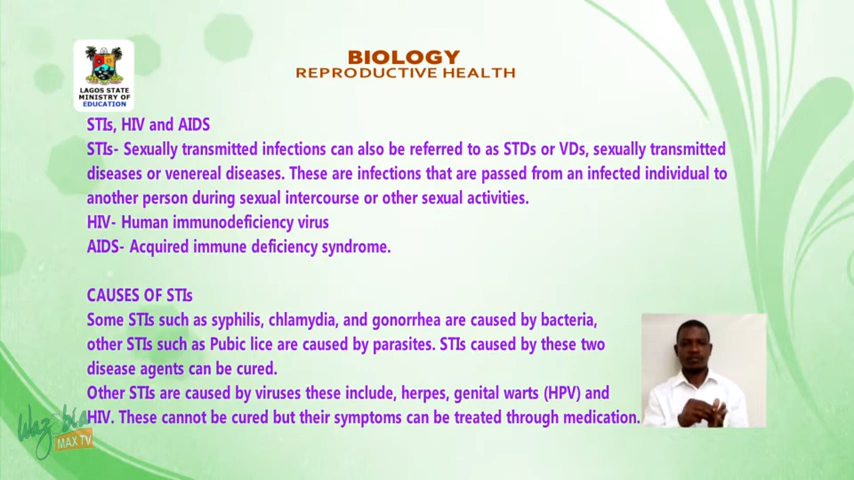 BIOLOGY
REPRODUCTIVE HEALTH
LAGOS STATE
MINISTRY OF
EDUCATION
STIs, HIV and AIDS
STIs- Sexually transmitted infections can also be referred to as STDs or VDs, sexually transmitted
diseases or venereal diseases. These are infections that are passed from an infected individual to
another person during sexual intercourse or other sexual activities.
HIV- Human immunodeficiency virus
AIDS- Acquired immune deficiency syndrome.
CAUSES OF STIs
Some STIs such as syphilis, chlamydia, and gonorrhea are caused by bacteria,
other STIs such as Pubic lice are caused by parasites. STIs caused by these two
disease agents can be cured.
Other STIs are caused by viruses these include, herpes, genital warts (HPV) and
HIV. These cannot be cured but their symptoms can be treated through medication.
MAX TV